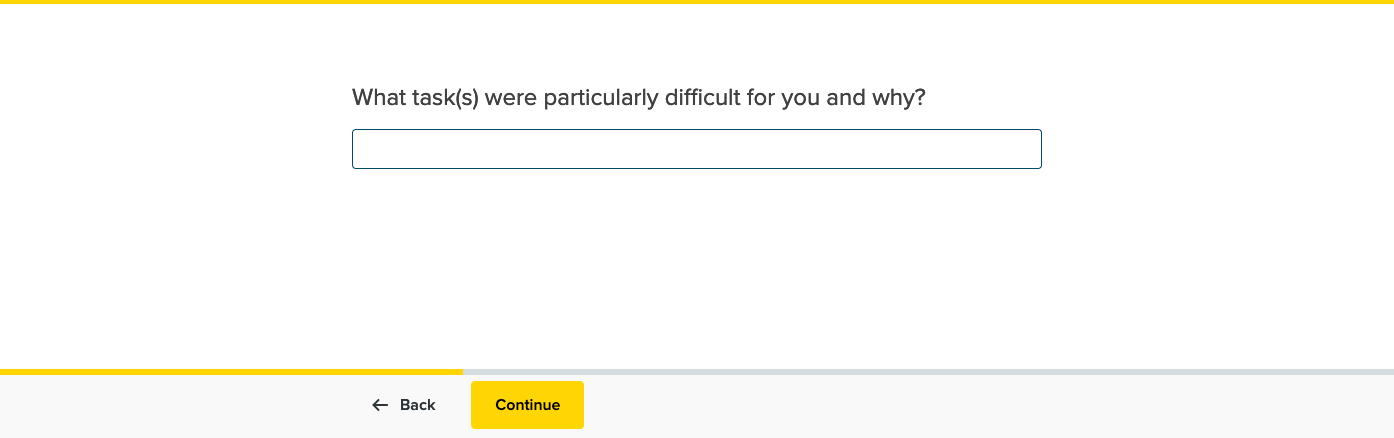 What task(s) were particularly difficult for you and why?
← Back
Continue